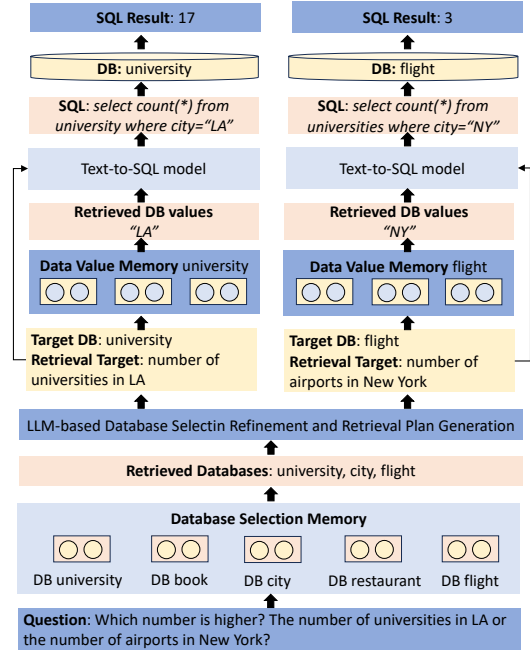 SQL Result: 17
DB: university
SQL: select count(*) from
university where city=“LA”
Text-to-SQL model
Retrieved DB values
“LA”
Data Value Memory university
Target DB: university
Retrieval Target: number of
universities in LA
SQL Result: 3
DB: flight
SQL: select count(*) from
universities where city=“NY”
Text-to-SQL model
Retrieved DB values
“NY”
Data Value Memory flight
Target DB: flight
Retrieval Target: number of
airports in New York
LLM-based Database Selectin Refinement and Retrieval Plan Generation
Retrieved Databases: university, city, flight
Database Selection Memory
DB university
DB book
DB city
DB restaurant
DB flight
Question: Which number is higher? The number of universities in LA or
the number of airports in New York?